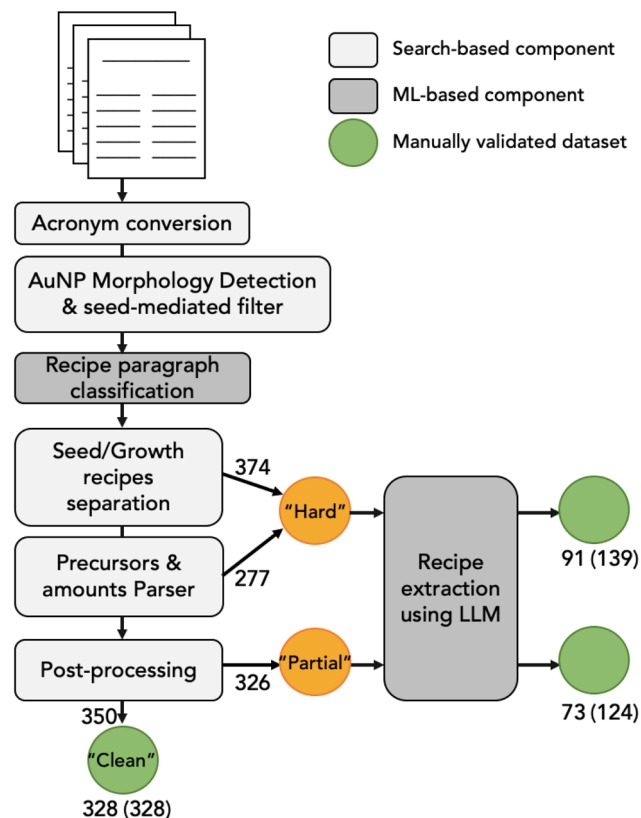 Search-based component
ML-based component
Manually validated dataset
Acronym conversion
AuNP Morphology Detection
& seed-mediated filter
Recipe paragraph
classification
Seed/Growth
recipes
separation
374
"Hard"
Precursors &
amounts Parser
277
Recipe
extraction
using LLM
91 (139)
Post-processing
326
"Partial"
73 (124)
350
"Clean"
328 (328)